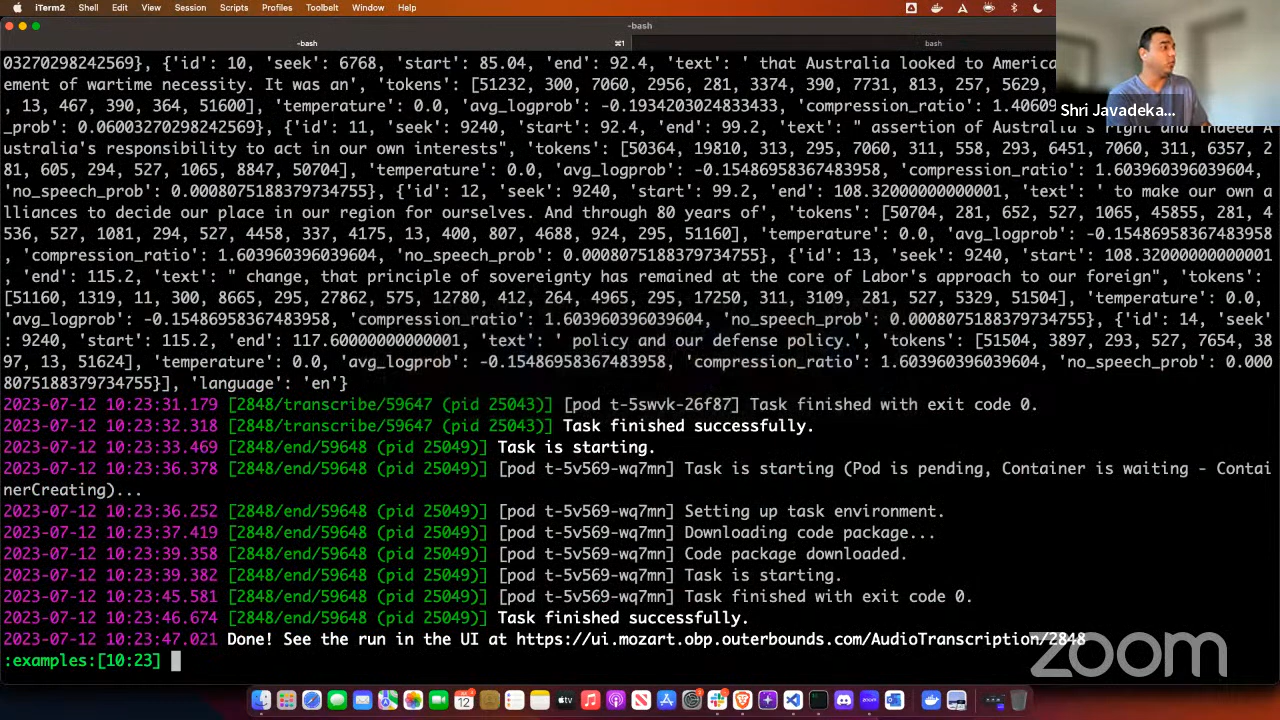 iTerm2 Shell Edit View Session Scripts Profiles Toolbelt Window Help
-bash
-bash ⌘1 bash
03270298242569}, {'id': 10, 'seek': 6768, 'start': 85.04, 'end': 92.4, 'text': ' that Australia looked to America
ement of wartime necessity. It was an', 'tokens': [51232, 300, 7060, 2956, 281, 3374, 390, 7731, 813, 257, 5629,
, 13, 467, 390, 364, 51600], 'temperature': 0.0, 'avg_logprob': -0.1934203024833433, 'compression_ratio': 1.40609
Shri Javadeka...
_prob': 0.06003270298242569}, {'id': 11, 'seek': 9240, 'start': 92.4, 'end': 99.2, 'text': " assertion of Australia's right and indeed A
ustralia's responsibility to act in our own interests", 'tokens': [50364, 19810, 313, 295, 7060, 311, 558, 293, 6451, 7060, 311, 6357, 2
81, 605, 294, 527, 1065, 8847, 50704], 'temperature': 0.0, 'avg_logprob': -0.15486958367483958, 'compression_ratio': 1.603960396039604,
'no_speech_prob': 0.0008075188379734755}, {'id': 12, 'seek': 9240, 'start': 99.2, 'end': 108.32000000000001, 'text': ' to make our own a
lliances to decide our place in our region for ourselves. And through 80 years of', 'tokens': [50704, 281, 652, 527, 1065, 45855, 281, 4
536, 527, 1081, 294, 527, 4458, 337, 4175, 13, 400, 807, 4688, 924, 295, 51160], 'temperature': 0.0, 'avg_logprob': -0.15486958367483958
, 'compression_ratio': 1.603960396039604, 'no_speech_prob': 0.0008075188379734755}, {'id': 13, 'seek': 9240, 'start': 108.32000000000001
, 'end': 115.2, 'text': " change, that principle of sovereignty has remained at the core of Labor's approach to our foreign", 'tokens':
[51160, 1319, 11, 300, 8665, 295, 27862, 575, 12780, 412, 264, 4965, 295, 17250, 311, 3109, 281, 527, 5329, 51504], 'temperature': 0.0,
'avg_logprob': -0.15486958367483958, 'compression_ratio': 1.603960396039604, 'no_speech_prob': 0.0008075188379734755}, {'id': 14, 'seek'
: 9240, 'start': 115.2, 'end': 117.60000000000001, 'text': ' policy and our defense policy.', 'tokens': [51504, 3897, 293, 527, 7654, 38
97, 13, 51624], 'temperature': 0.0, 'avg_logprob': -0.15486958367483958, 'compression_ratio': 1.603960396039604, 'no_speech_prob': 0.000
8075188379734755}], 'language': 'en'}
2023-07-12 10:23:31.179 [2848/transcribe/59647 (pid 25043)] [pod t-5swvk-26f87] Task finished with exit code 0.
2023-07-12 10:23:32.318 [2848/transcribe/59647 (pid 25043)] Task finished successfully.
2023-07-12 10:23:33.469 [2848/end/59648 (pid 25049)] Task is starting.
2023-07-12 10:23:36.378 [2848/end/59648 (pid 25049)] [pod t-5v569-wq7mn] Task is starting (Pod is pending, Container is waiting - Contai
nerCreating)...
2023-07-12 10:23:36.252 [2848/end/59648 (pid 25049)] [pod t-5v569-wq7mn] Setting up task environment.
2023-07-12 10:23:37.419 [2848/end/59648 (pid 25049)] [pod t-5v569-wq7mn] Downloading code package...
2023-07-12 10:23:39.358 [2848/end/59648 (pid 25049)] [pod t-5v569-wq7mn] Code package downloaded.
2023-07-12 10:23:39.382 [2848/end/59648 (pid 25049)] [pod t-5v569-wq7mn] Task is starting.
2023-07-12 10:23:45.581 [2848/end/59648 (pid 25049)] [pod t-5v569-wq7mn] Task finished with exit code 0.
2023-07-12 10:23:46.674 [2848/end/59648 (pid 25049)] Task finished successfully.
2023-07-12 10:23:47.021 Done! See the run in the UI at https://ui.mozart.obp.outerbounds.com/AudioTranscription/2848
:examples:[10:23]
zoom